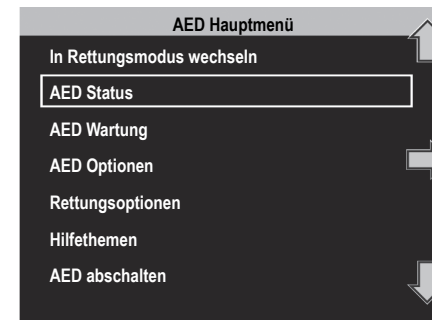 AED Hauptmenü
In Rettungsmodus wechseln
AED Status
AED Wartung
AED Optionen
Rettungsoptionen
Hilfethemen
AED abschalten